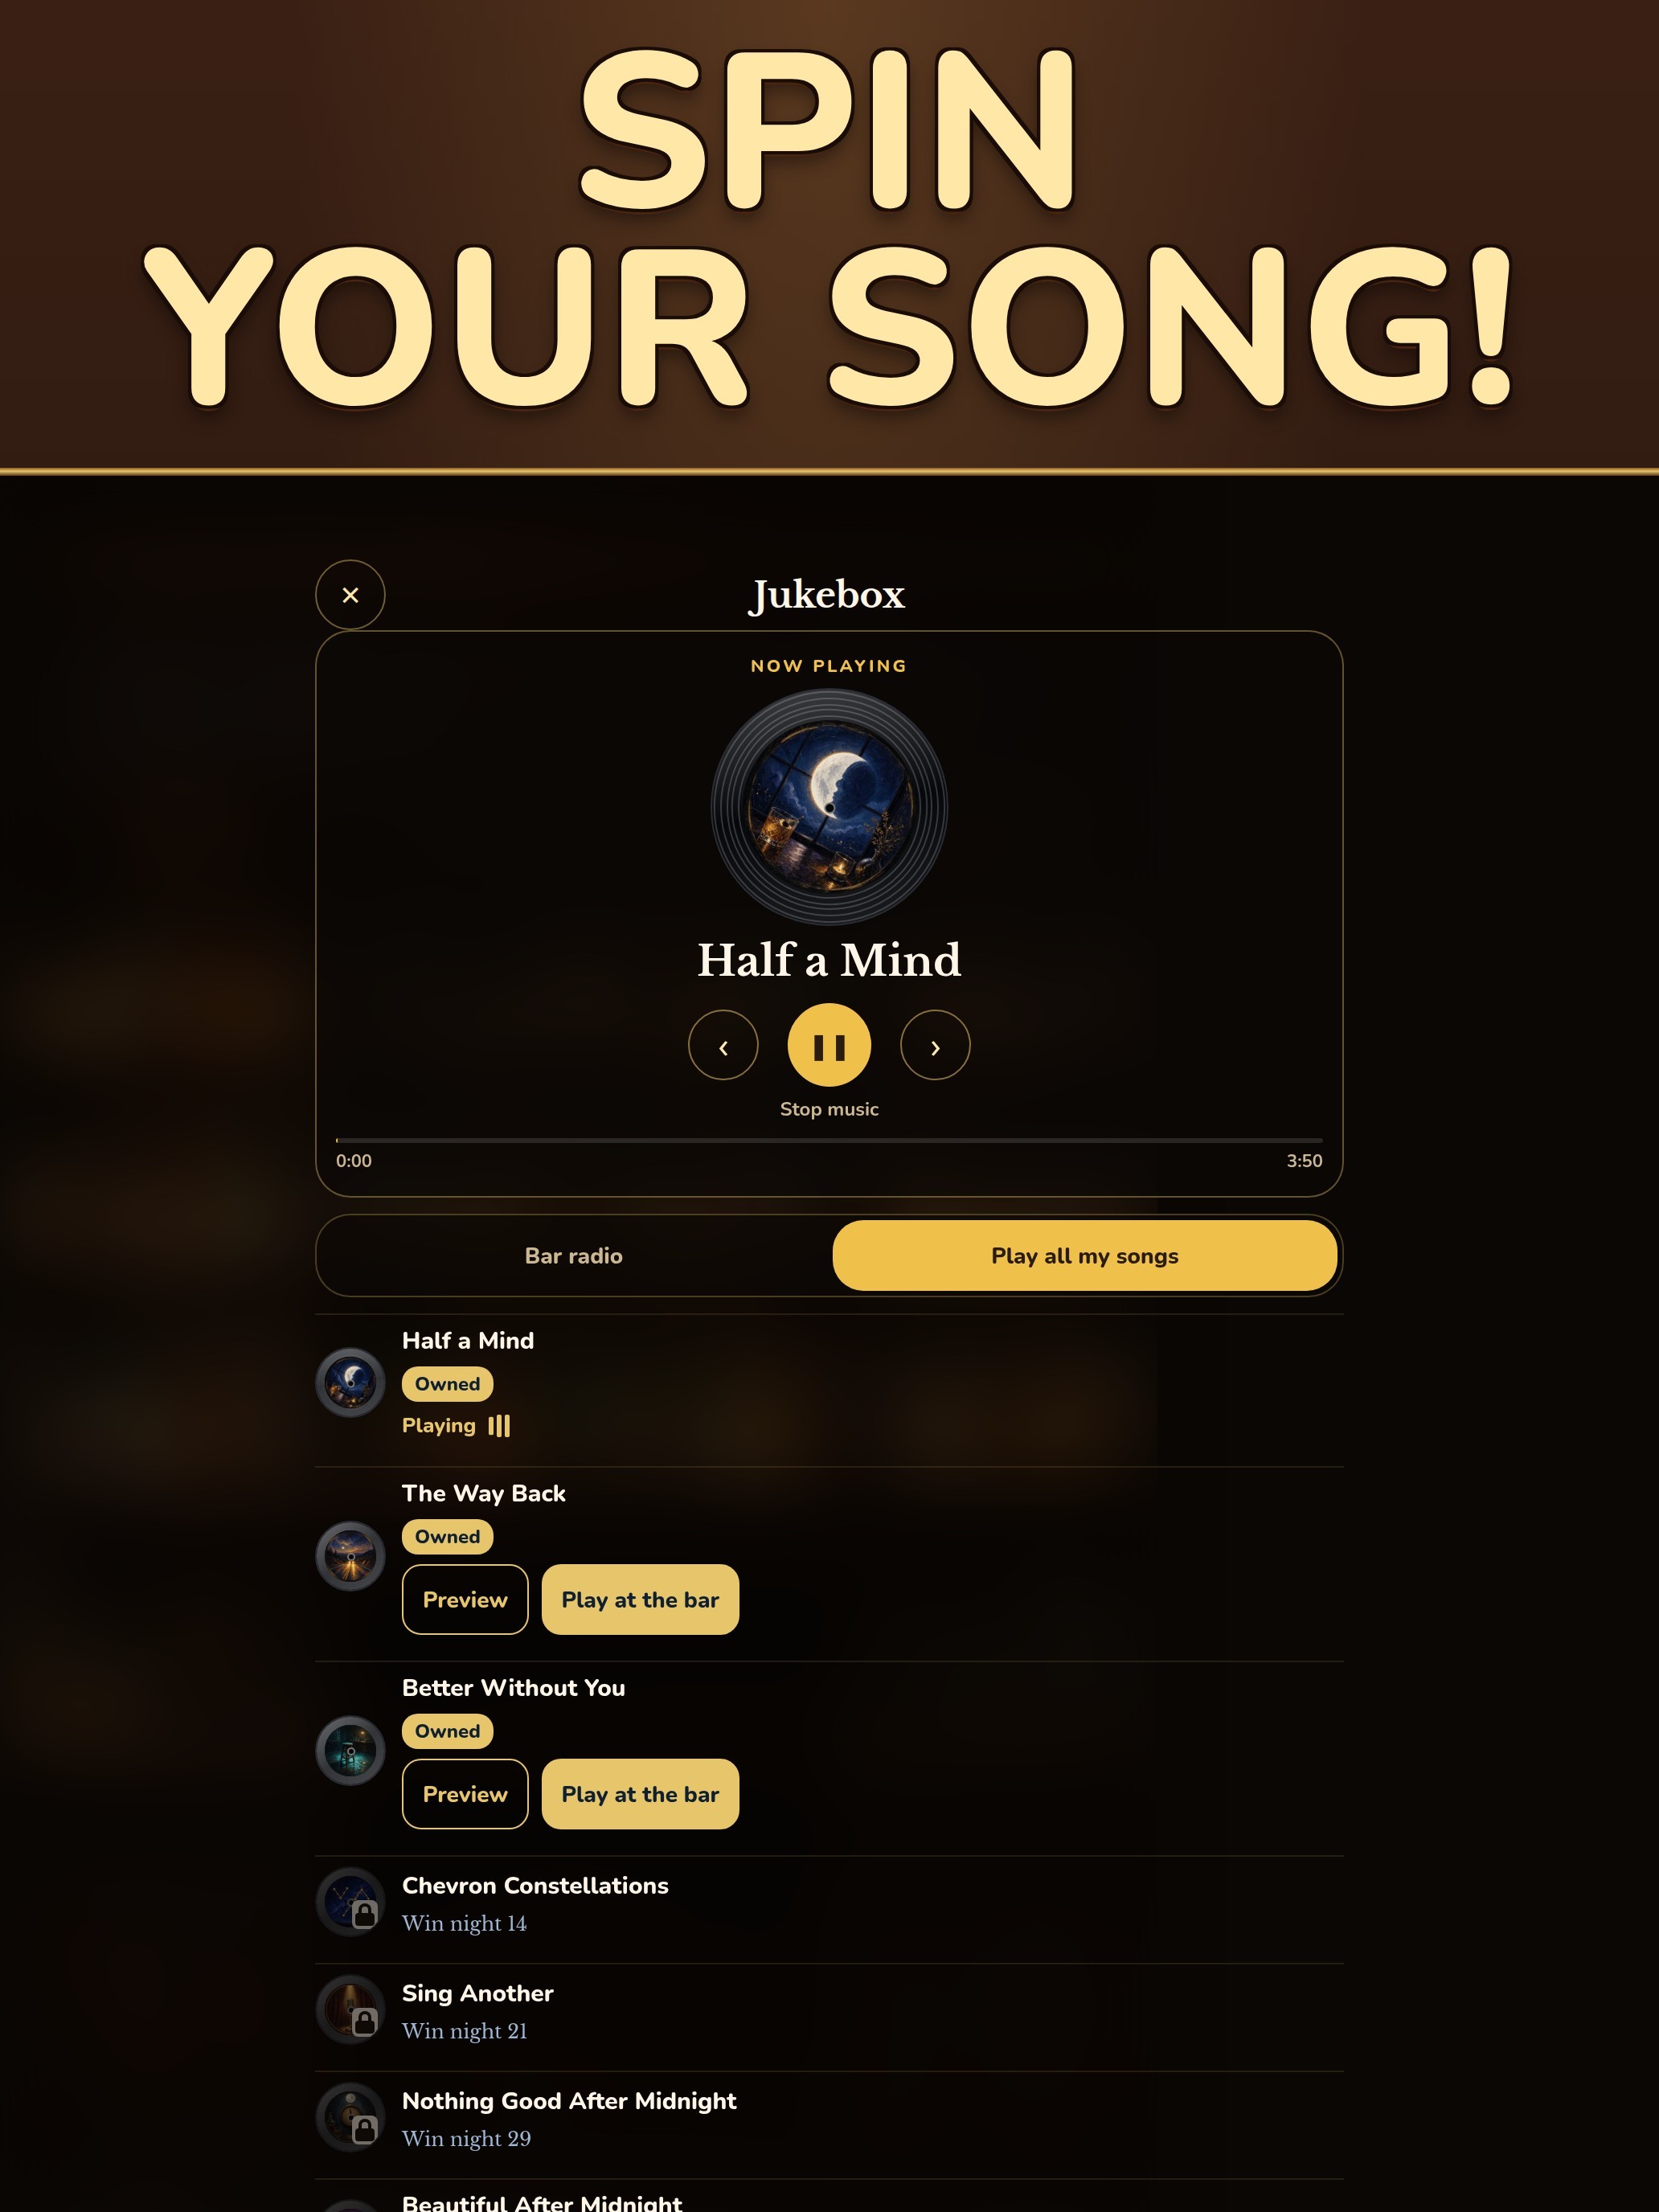 SPIN
YOUR SONG!
Jukebox
NOW PLAYING
Half a Mind
Stop music
0:00 3:50
Bar radio Play all my songs
Half a Mind
Owned
Playing
The Way Back
Owned
Preview Play at the bar
Better Without You
Owned
Preview Play at the bar
Chevron Constellations
Win night 14
Sing Another
Win night 21
Nothing Good After Midnight
Win night 29
Beautiful After Midnight